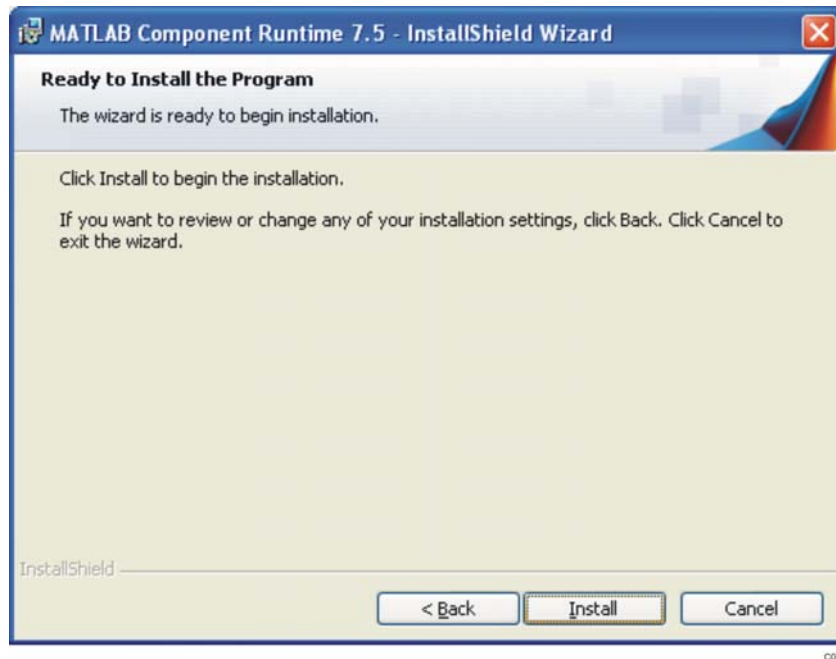 MATLAB Component Runtime 7.5 - InstallShield Wizard
Ready to Install the Program
The wizard is ready to begin installation.
Click Install to begin the installation.
If you want to review or change any of your installation settings, click Back. Click Cancel to
exit the wizard.
InstallShield
< Back
Install
Cancel